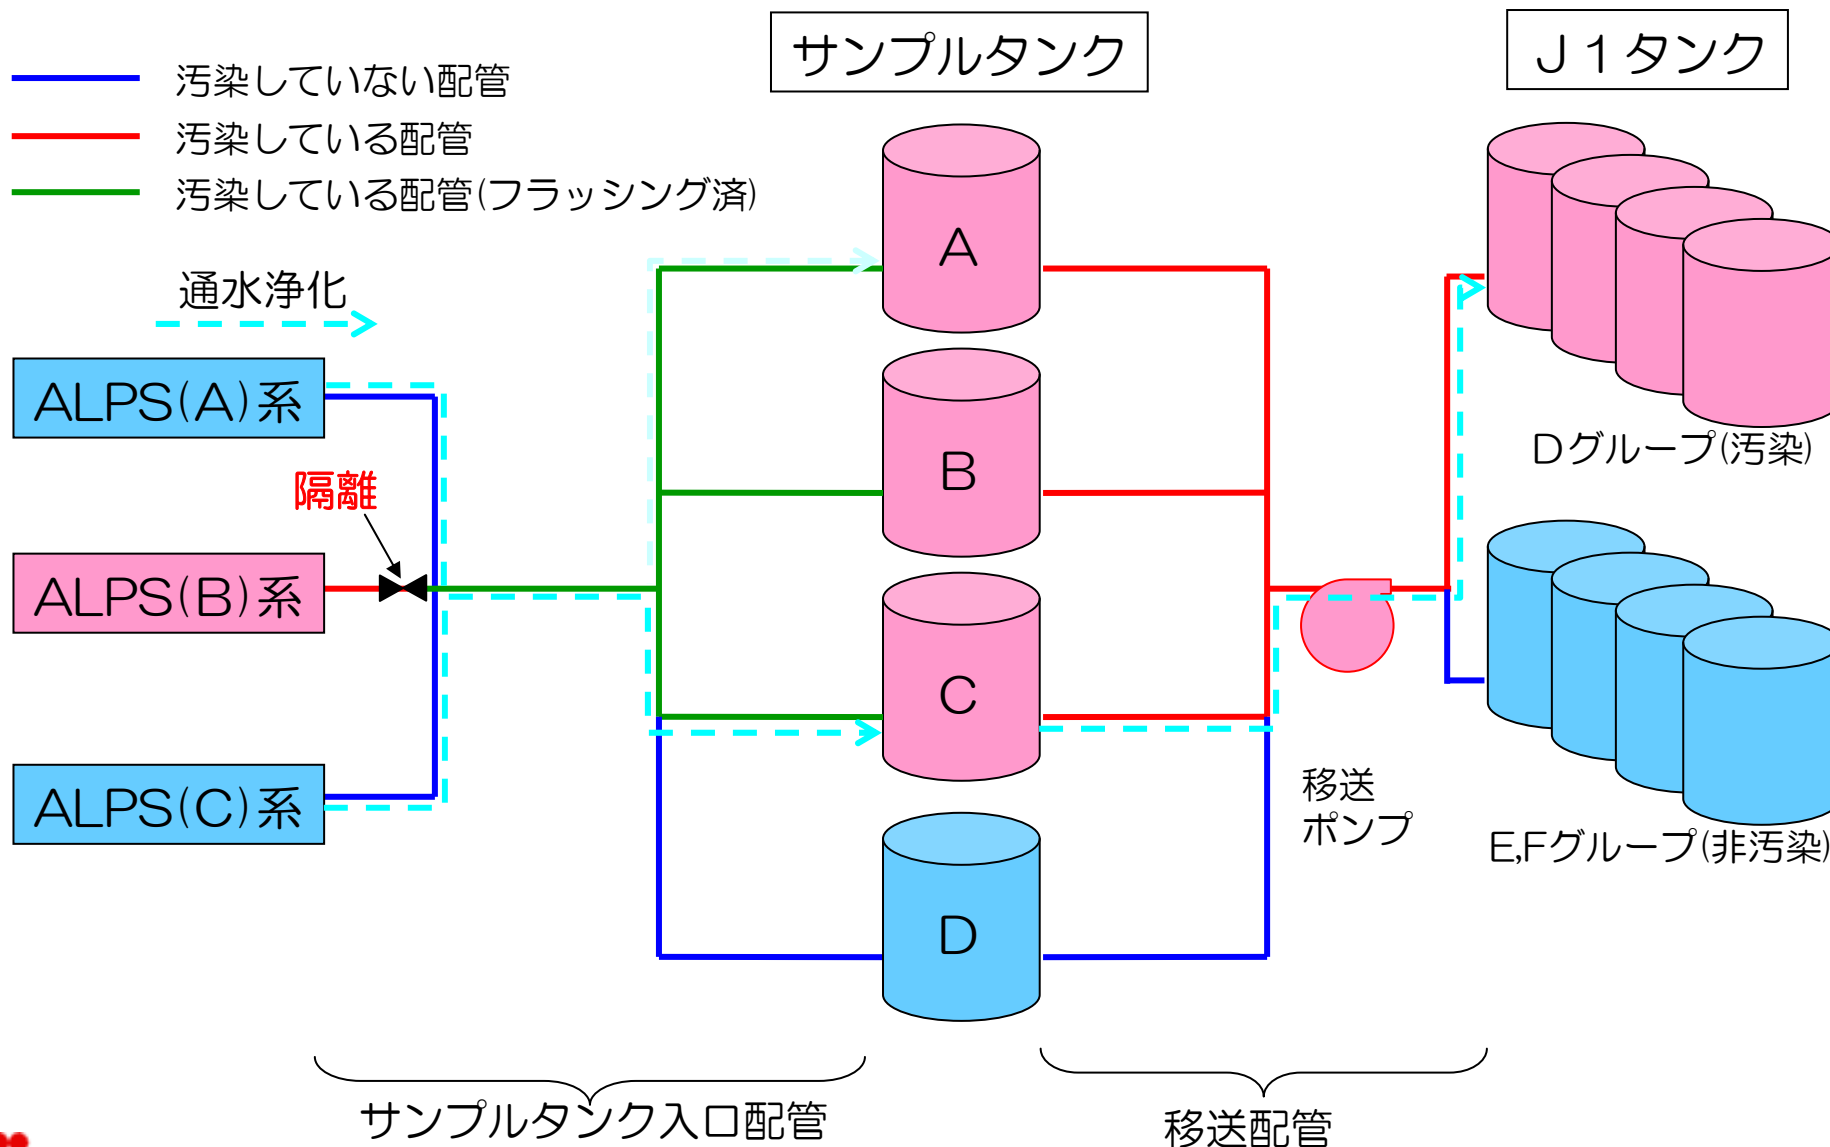 サンプルタンク
J1タンク
汚染していない配管
汚染している配管
汚染している配管(フラッシング済)
通水浄化
ALPS(A)系
隔離
ALPS(B)系
ALPS(C)系
A
B
C
D
Dグループ(汚染)
移送
ポンプ
E,Fグループ(非汚染)
サンプルタンク入口配管
移送配管